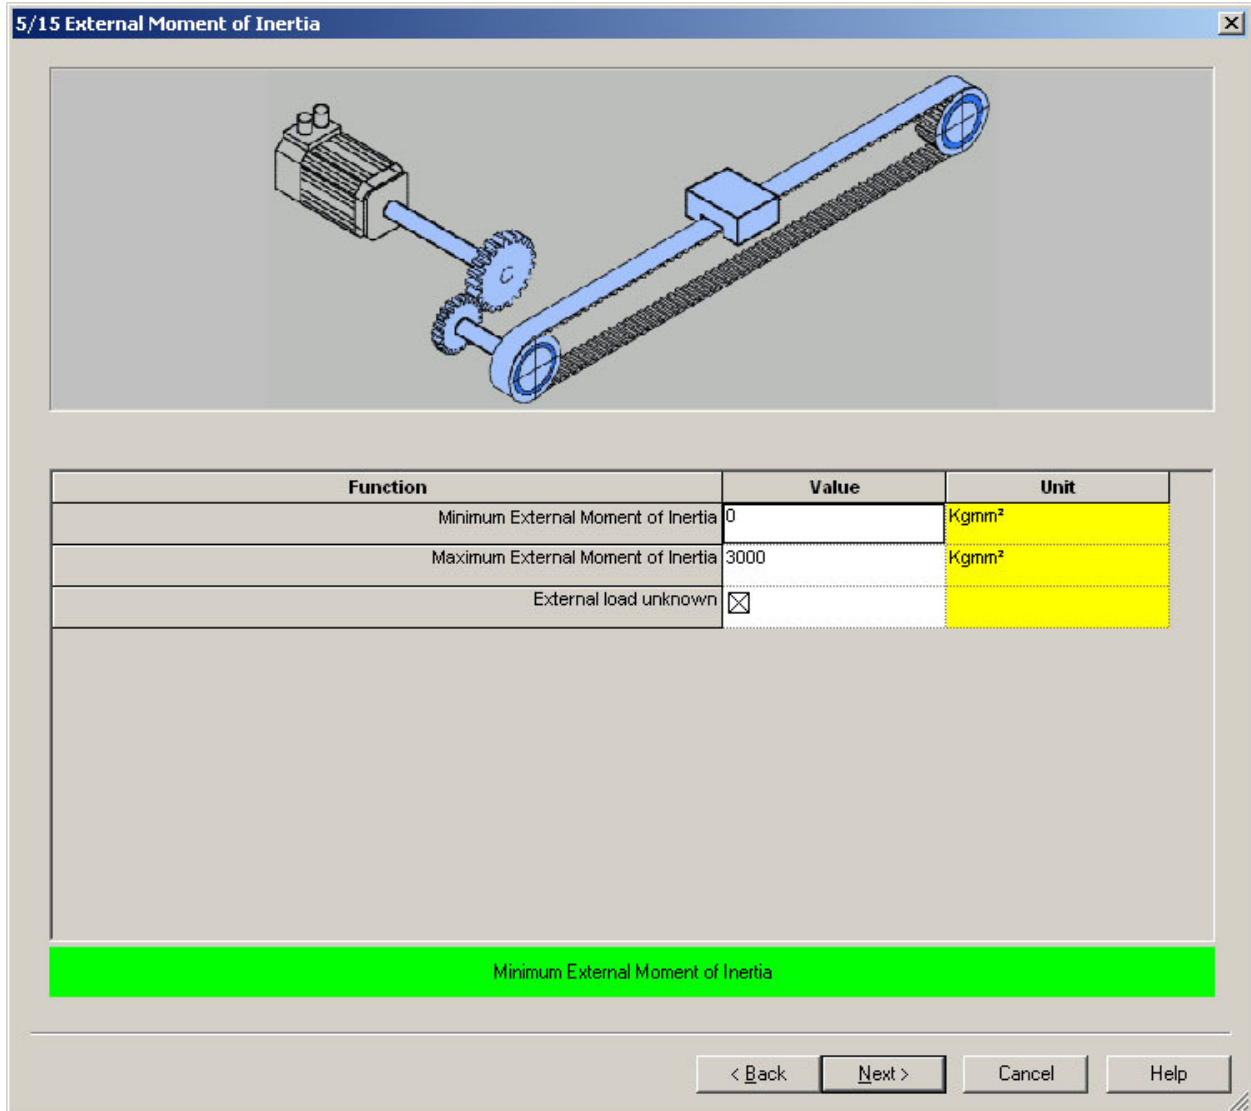 5/15 External Moment of Inertia
Function Value Unit
Minimum External Moment of Inertia 0 Kgmm²
Maximum External Moment of Inertia 3000 Kgmm²
External load unknown
Minimum External Moment of Inertia
< Back Next > Cancel Help